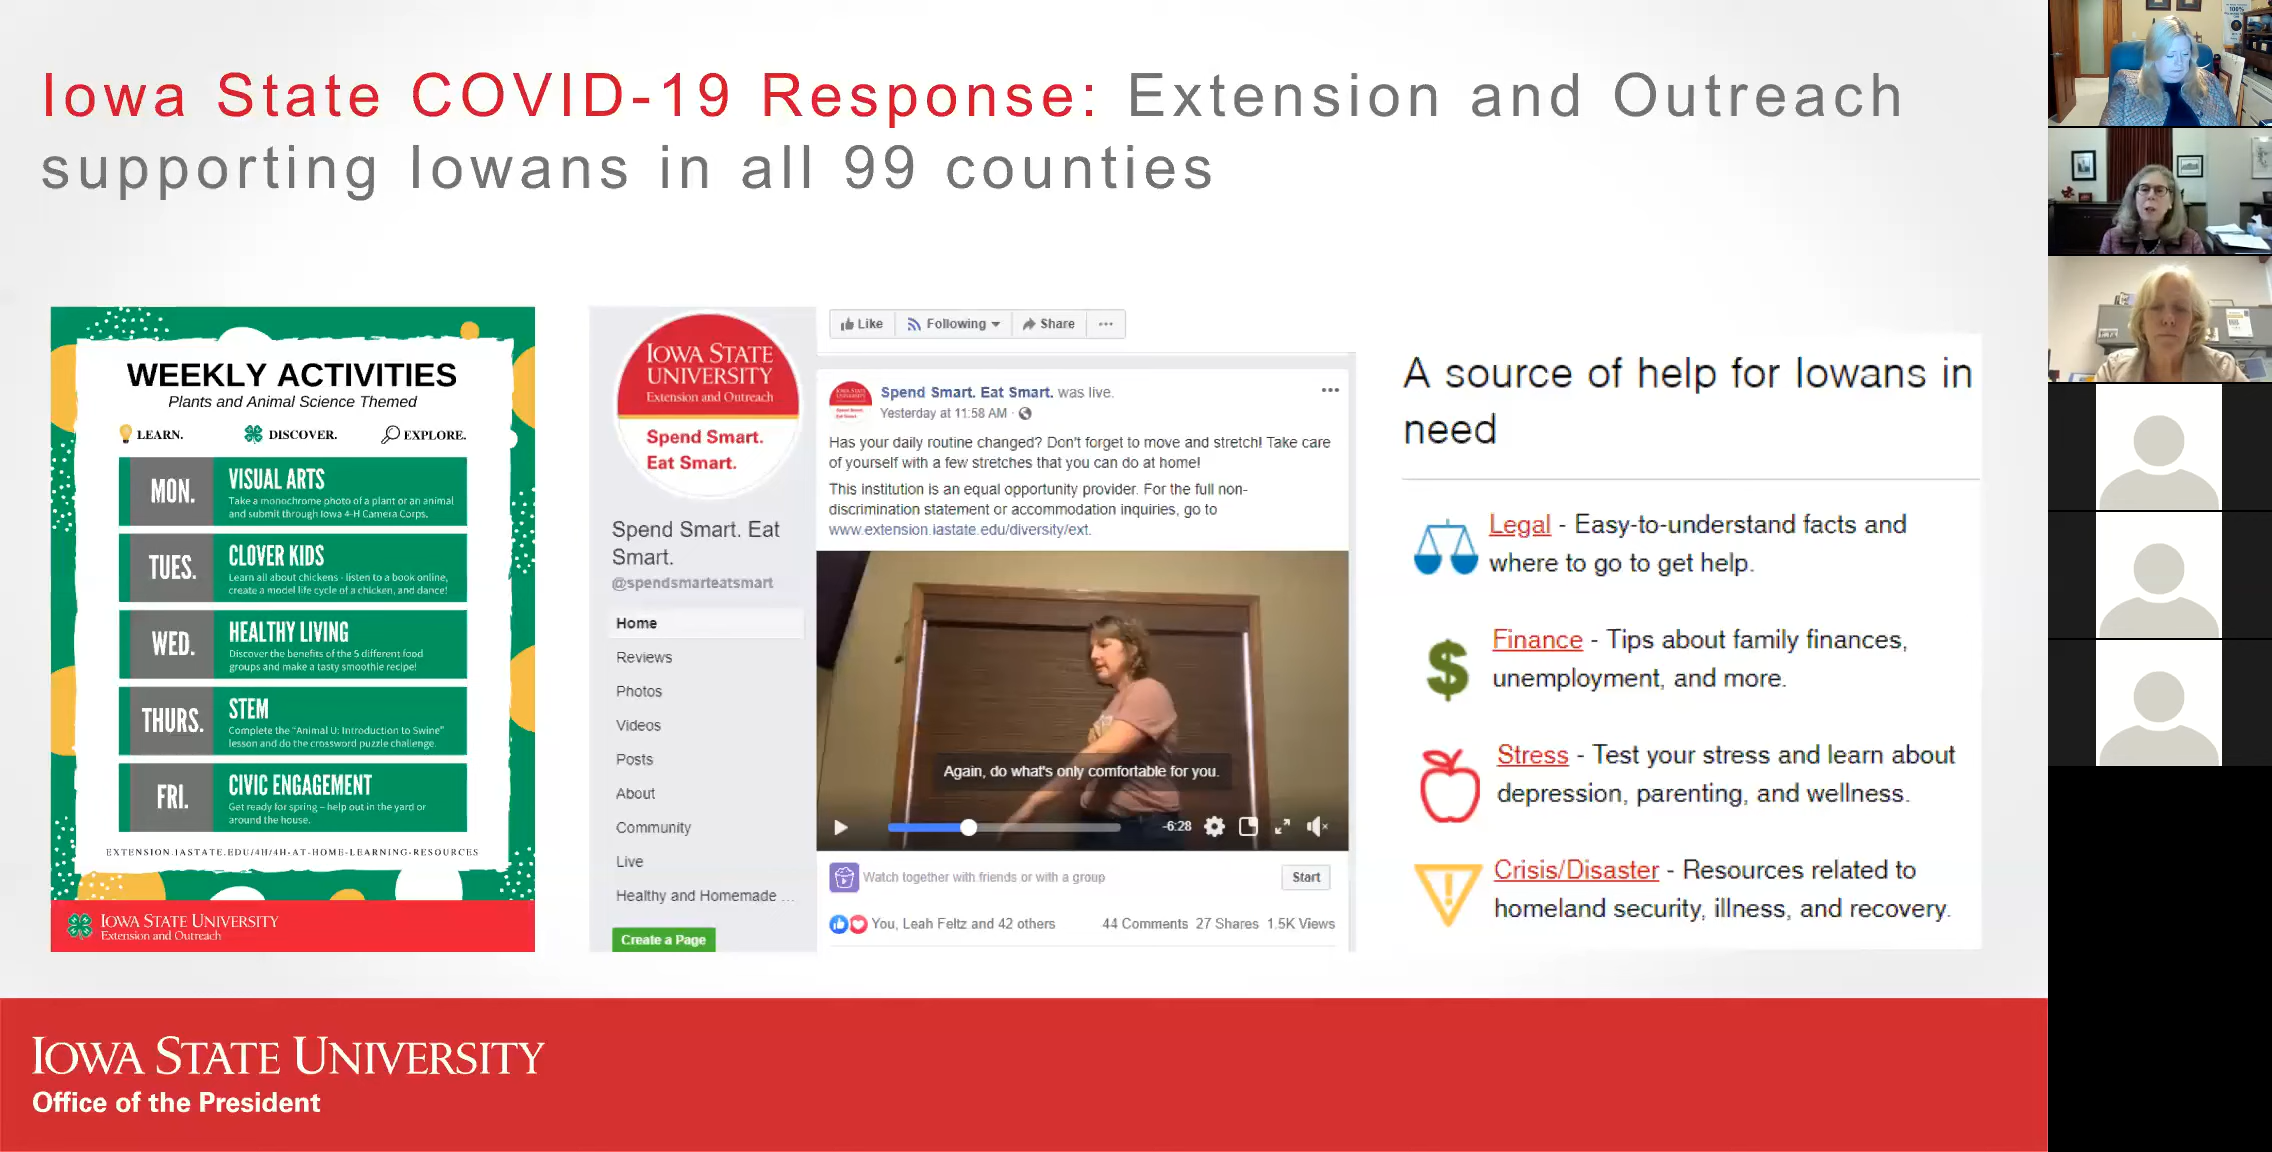 Iowa State COVID-19 Response: Extension and Outreach
supporting Iowans in all 99 counties
WEEKLY ACTIVITIES
Plants and Animal Science Themed
LEARN. DISCOVER. EXPLORE.
MON.
VISUAL ARTS
Take a monochrome photo of a plant or an animal
and submit through Iowa 4-H Camera Corps.
TUES.
CLOVER KIDS
Learn all about chickens - listen to a book online,
create a model life cycle of a chicken, and dance!
WED.
HEALTHY LIVING
Discover the benefits of the 5 different food
groups and make a tasty smoothie recipe!
THURS.
STEM
Complete the "Animal U: Introduction to Swine"
lesson and do the crossword puzzle challenge.
FRI.
CIVIC ENGAGEMENT
Get ready for spring – help out in the yard or
around the house.
EXTENSION.IASTATE.EDU/4H/4H-AT-HOME-LEARNING-RESOURCES
IOWA STATE UNIVERSITY
Extension and Outreach
IOWA STATE
UNIVERSITY
Extension and Outreach
Spend Smart.
Eat Smart.
Spend Smart. Eat
Smart.
@spendsmarteatsmart
Home
Reviews
Photos
Videos
Posts
About
Community
Live
Healthy and Homemade ...
Create a Page
Like Following Share ...
Spend Smart. Eat Smart. was live.
Yesterday at 11:58 AM ·
Has your daily routine changed? Don't forget to move and stretch! Take care
of yourself with a few stretches that you can do at home!
This institution is an equal opportunity provider. For the full non-
discrimination statement or accommodation inquiries, go to
www.extension.iastate.edu/diversity/ext.
Again, do what's only comfortable for you.
-6:28
Watch together with friends or with a group
Start
You, Leah Feltz and 42 others 44 Comments 27 Shares 1.5K Views
A source of help for Iowans in
need
Legal - Easy-to-understand facts and
where to go to get help.
$
Finance - Tips about family finances,
unemployment, and more.
Stress - Test your stress and learn about
depression, parenting, and wellness.
!
Crisis/Disaster - Resources related to
homeland security, illness, and recovery.
IOWA STATE UNIVERSITY
Office of the President
100%